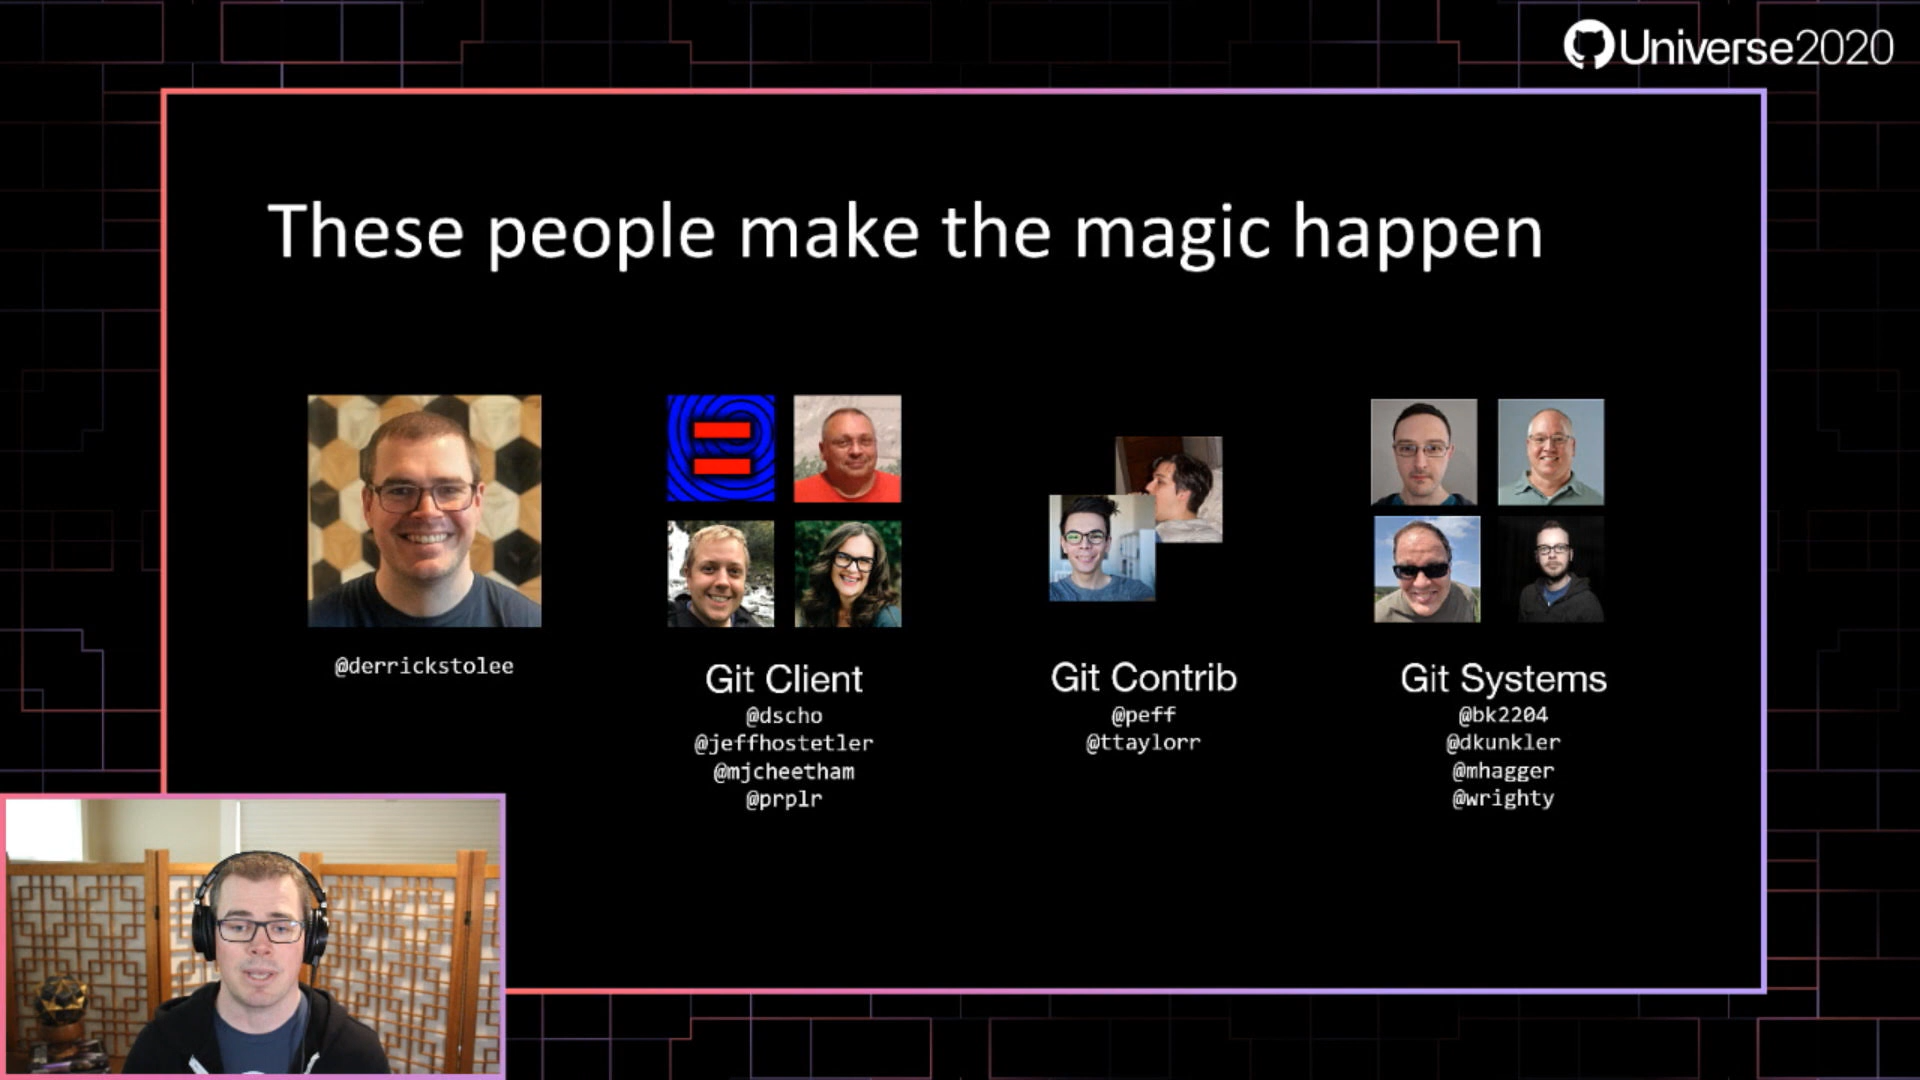 Universe2020
These people make the magic happen
@derrickstolee
Git Client
@dscho
@jeffhostetler
@mjcheetham
@prplr
Git Contrib
@peff
@ttaylorr
Git Systems
@bk2204
@dkunkler
@mhagger
@wrighty